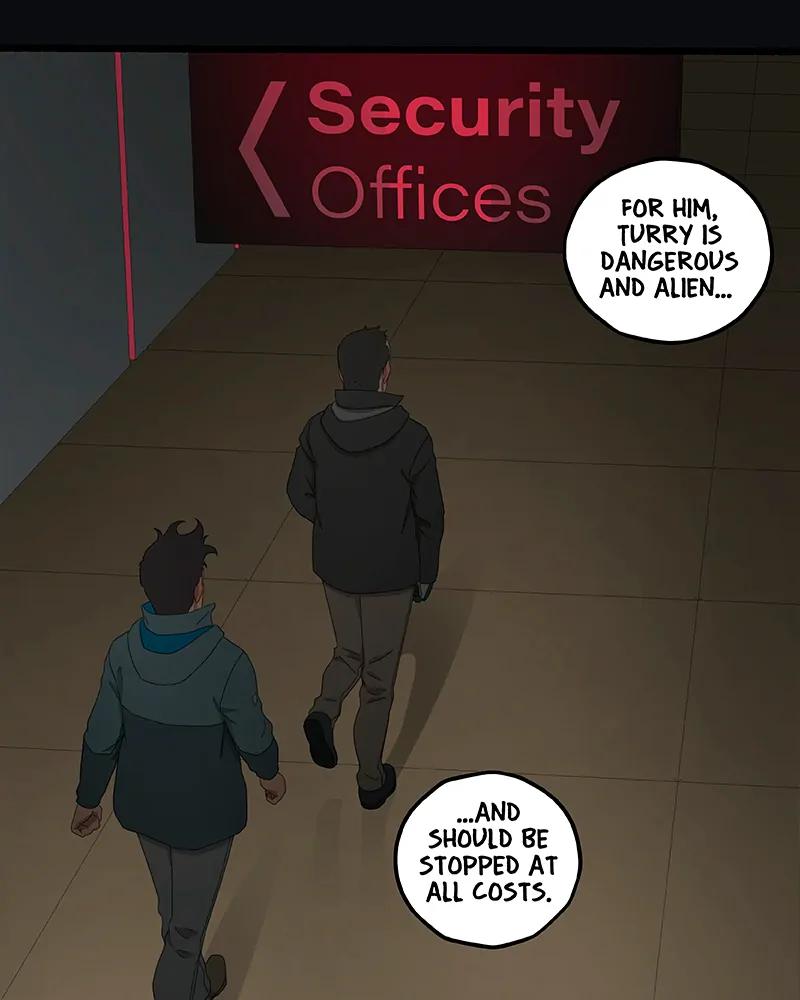 Security
Offices
FOR HIM,
TURRY IS
DANGEROUS
AND ALIEN...
...AND
SHOULD BE
STOPPED AT
ALL COSTS.